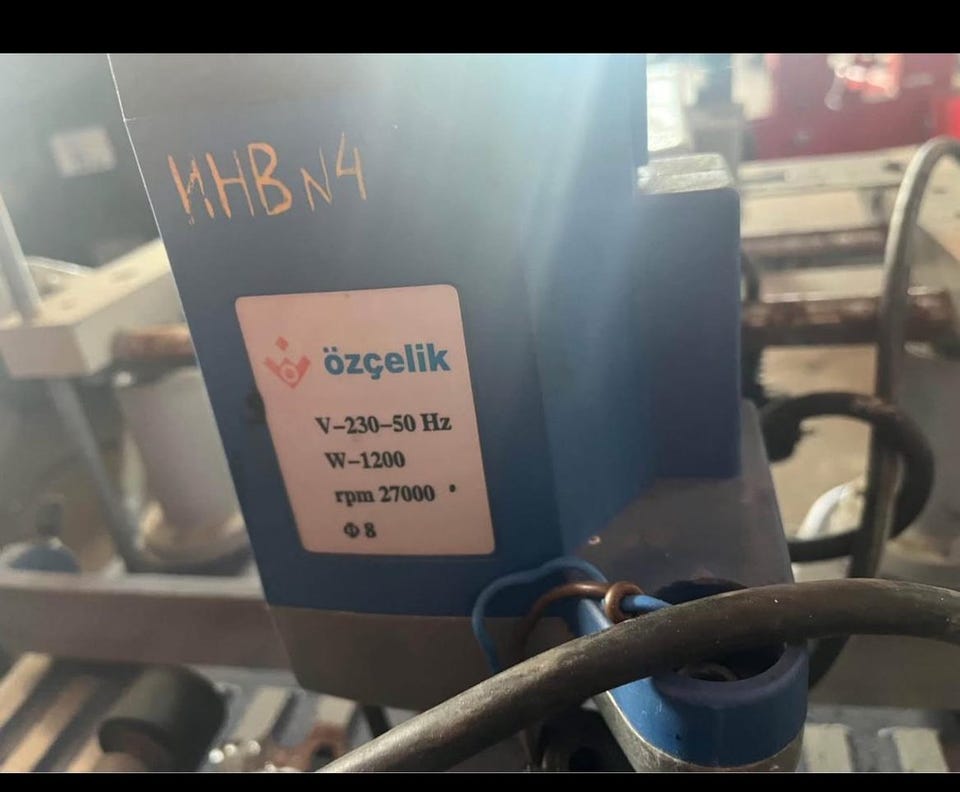 ИНВ N4
özçelik
V-230-50 Hz
W-1200
rpm 27000
Φ 8